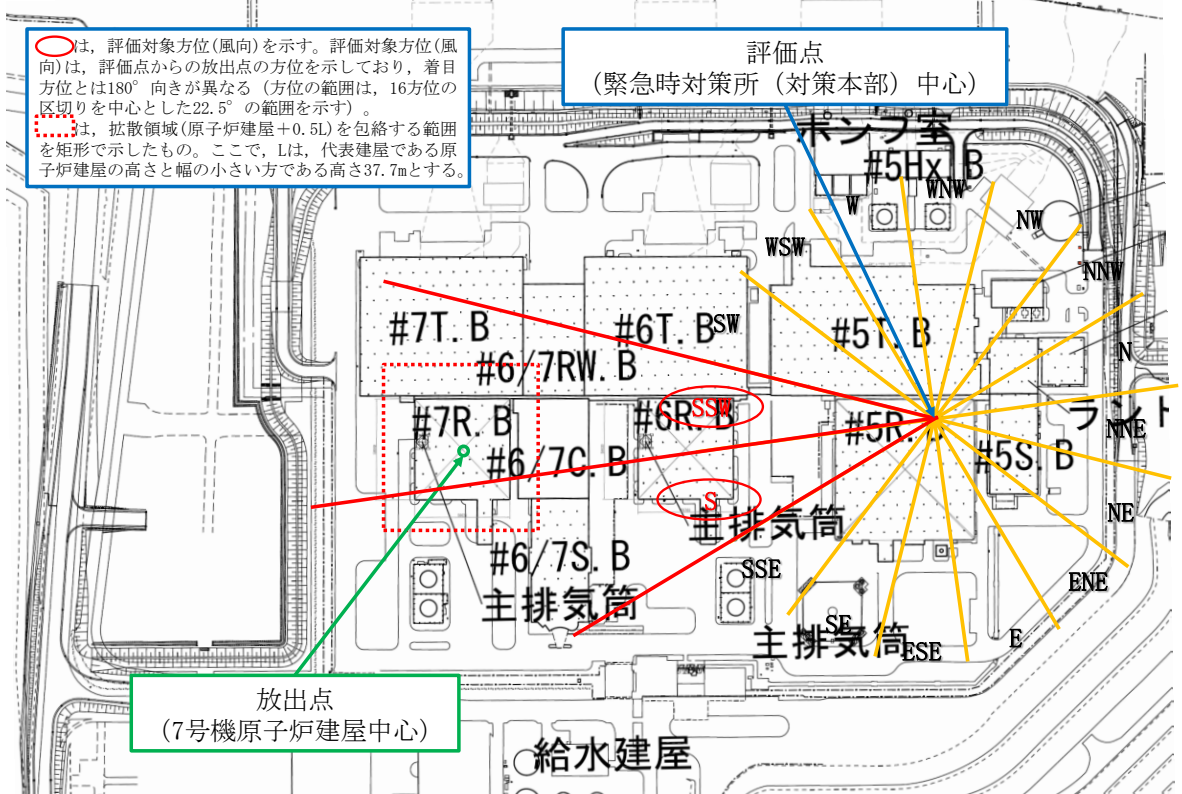 は，評価対象方位(風向)を示す。評価対象方位(風
向)は，評価点からの放出点の方位を示しており，着目
方位とは180°向きが異なる（方位の範囲は，16方位の
区切りを中心とした22.5°の範囲を示す）。
は，拡散領域(原子炉建屋＋0.5L)を包絡する範囲
を矩形で示したもの。ここで，Lは，代表建屋である原
子炉建屋の高さと幅の小さい方である高さ37.7mとする。
評価点
（緊急時対策所（対策本部）中心）
ポンプ室
#5Hx. B
WNW
W
NW
WSW
NNW
#7T. B
#6T. B
SW
#5T. B
N
#6/7RW. B
SSW
#7R. B
#6R. B
#5R. B
ラント
NNE
#6/7C. B
#5S. B
S
主排気筒
NE
#6/7S. B
SSE
ENE
主排気筒
SE
主排気筒
ESE
E
放出点
（7号機原子炉建屋中心）
給水建屋